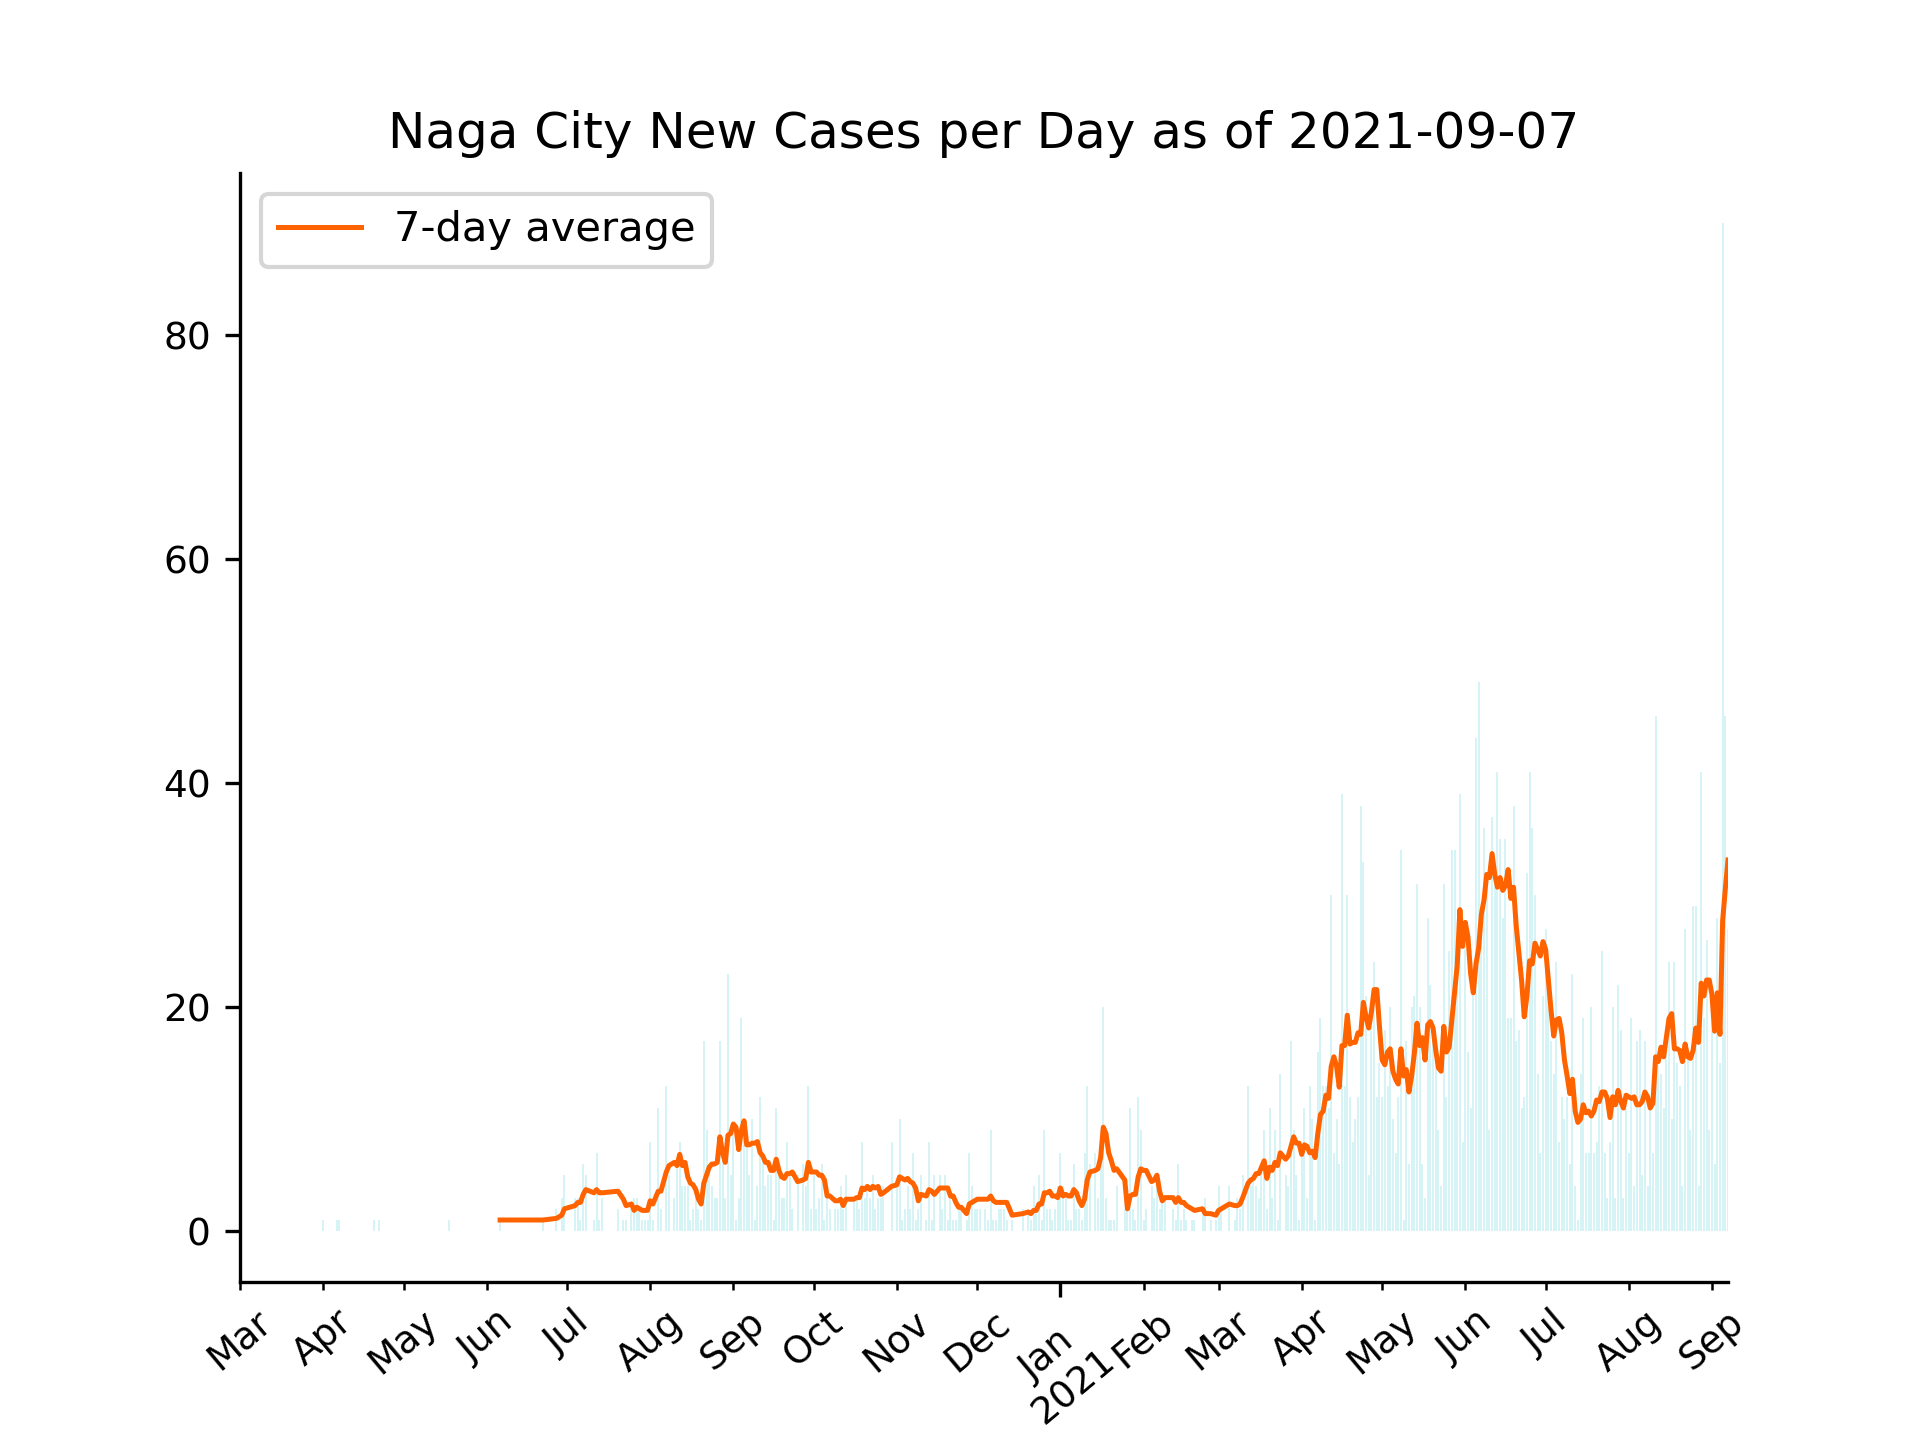 Naga City New Cases per Day as of 2021-09-07
7-day average
80
60
40
20
0
Mar Apr May Jun Jul Aug Sep Oct Nov Dec Jan Feb Mar Apr May Jun Jul Aug Sep
2021